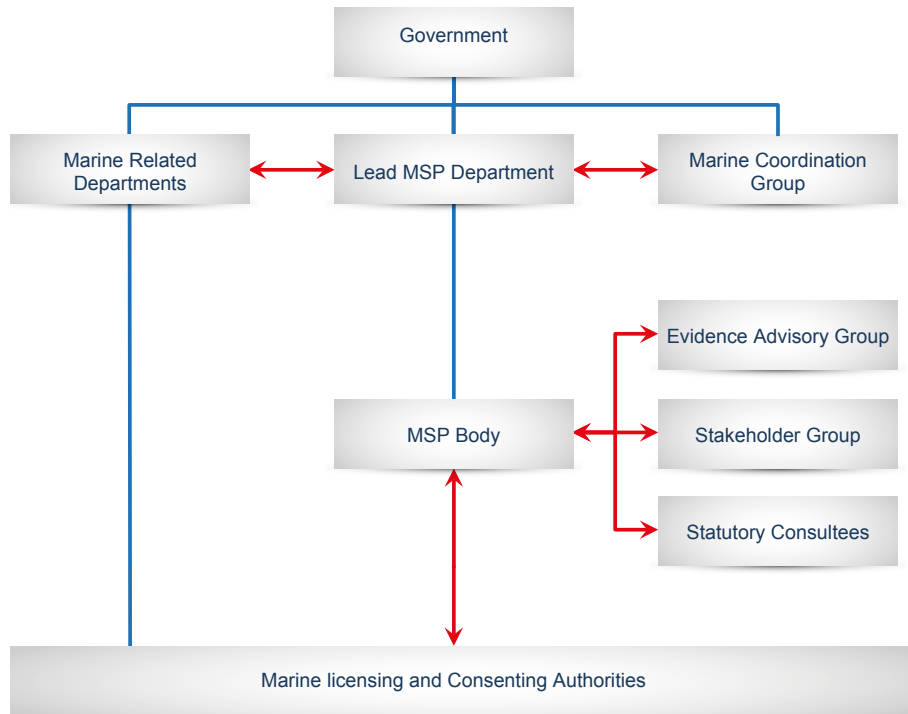 Government
Marine Related
Departments
Lead MSP Department
Marine Coordination
Group
Evidence Advisory Group
MSP Body
Stakeholder Group
Statutory Consultees
Marine licensing and Consenting Authorities